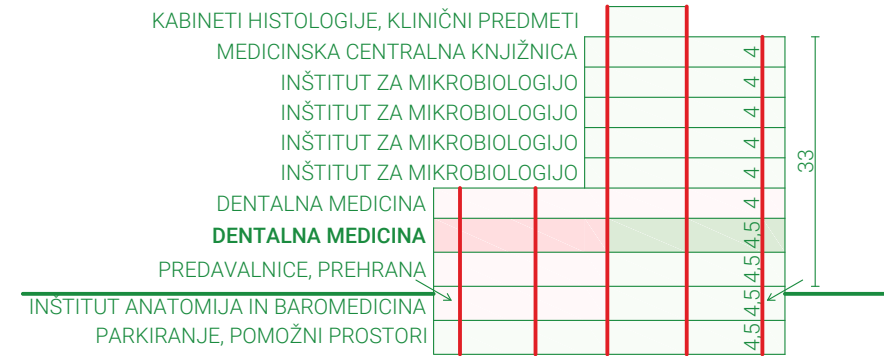 KABINETI HISTOLOGIJE, KLINIČNI PREDMETI
MEDICINSKA CENTRALNA KNJIŽNICA 4
INŠTITUT ZA MIKROBIOLOGIJO 4
INŠTITUT ZA MIKROBIOLOGIJO 4
INŠTITUT ZA MIKROBIOLOGIJO 4
INŠTITUT ZA MIKROBIOLOGIJO 4
33
DENTALNA MEDICINA 4
DENTALNA MEDICINA 4,5
PREDAVALNICE, PREHRANA 4,5
INŠTITUT ANATOMIJA IN BAROMEDICINA 4,5
PARKIRANJE, POMOŽNI PROSTORI 4,5